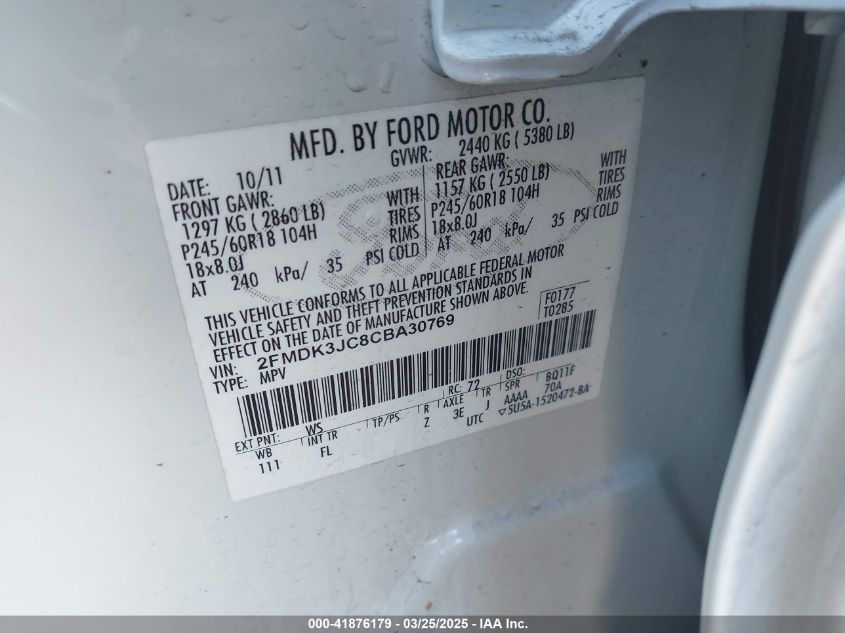 MFD. BY FORD MOTOR CO.
DATE: 10/11
GVWR: 2440 KG ( 5380 LB)
FRONT GAWR:
1297 KG ( 2860 LB)
WITH
P245/60R18 104H
TIRES
18x8.0J
RIMS
AT 240 kPa/ 35 PSI COLD
REAR GAWR:
1157 KG ( 2550 LB)
WITH
P245/60R18 104H
TIRES
18x8.0J
RIMS
AT 240 kPa/ 35 PSI COLD
THIS VEHICLE CONFORMS TO ALL APPLICABLE FEDERAL MOTOR
VEHICLE SAFETY AND THEFT PREVENTION STANDARDS IN
EFFECT ON THE DATE OF MANUFACTURE SHOWN ABOVE.
F0177
T0285
VIN: 2FMDK3JC8CBA30769
TYPE: MPV
EXT PNT: WS RC: 72 DSO: BQ11F
WB INT TR TP/PS R AXLE TR SPR
111 FL Z 3E J AAAA 70A
UTC ▽5U5A-1520472-BA
000-41876179 — 03/25/2025 — IAA Inc.